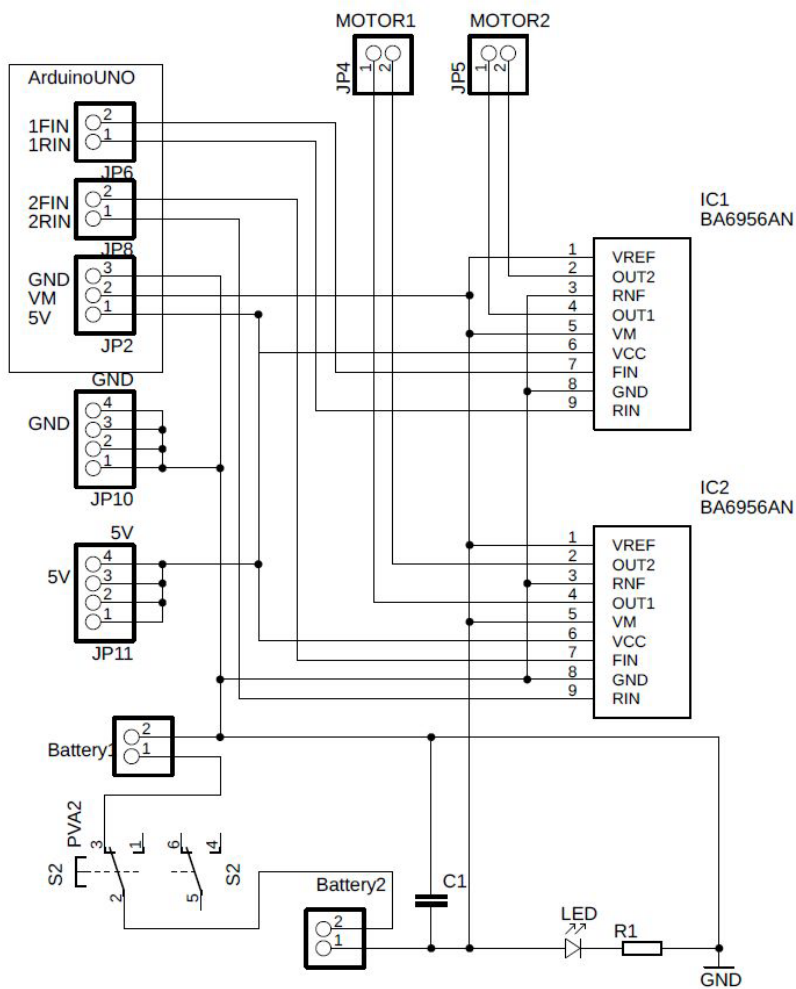 MOTOR1 MOTOR2
JP4 1 2 JP5 1 2
ArduinoUNO
1FIN 2
1RIN 1
JP6
2FIN 2
2RIN 1
JP8
GND 3
VM 2
5V 1
JP2
IC1
BA6956AN
1 VREF
2 OUT2
3 RNF
4 OUT1
5 VM
6 VCC
7 FIN
8 GND
9 RIN
GND
4
GND 3
2
1
JP10
5V
4
5V 3
2
1
JP11
IC2
BA6956AN
1 VREF
2 OUT2
3 RNF
4 OUT1
5 VM
6 VCC
7 FIN
8 GND
9 RIN
2
Battery1 1
PVA2
3 1 6 4
S2 S2
2 5
Battery2
2
1
C1
LED
R1
GND